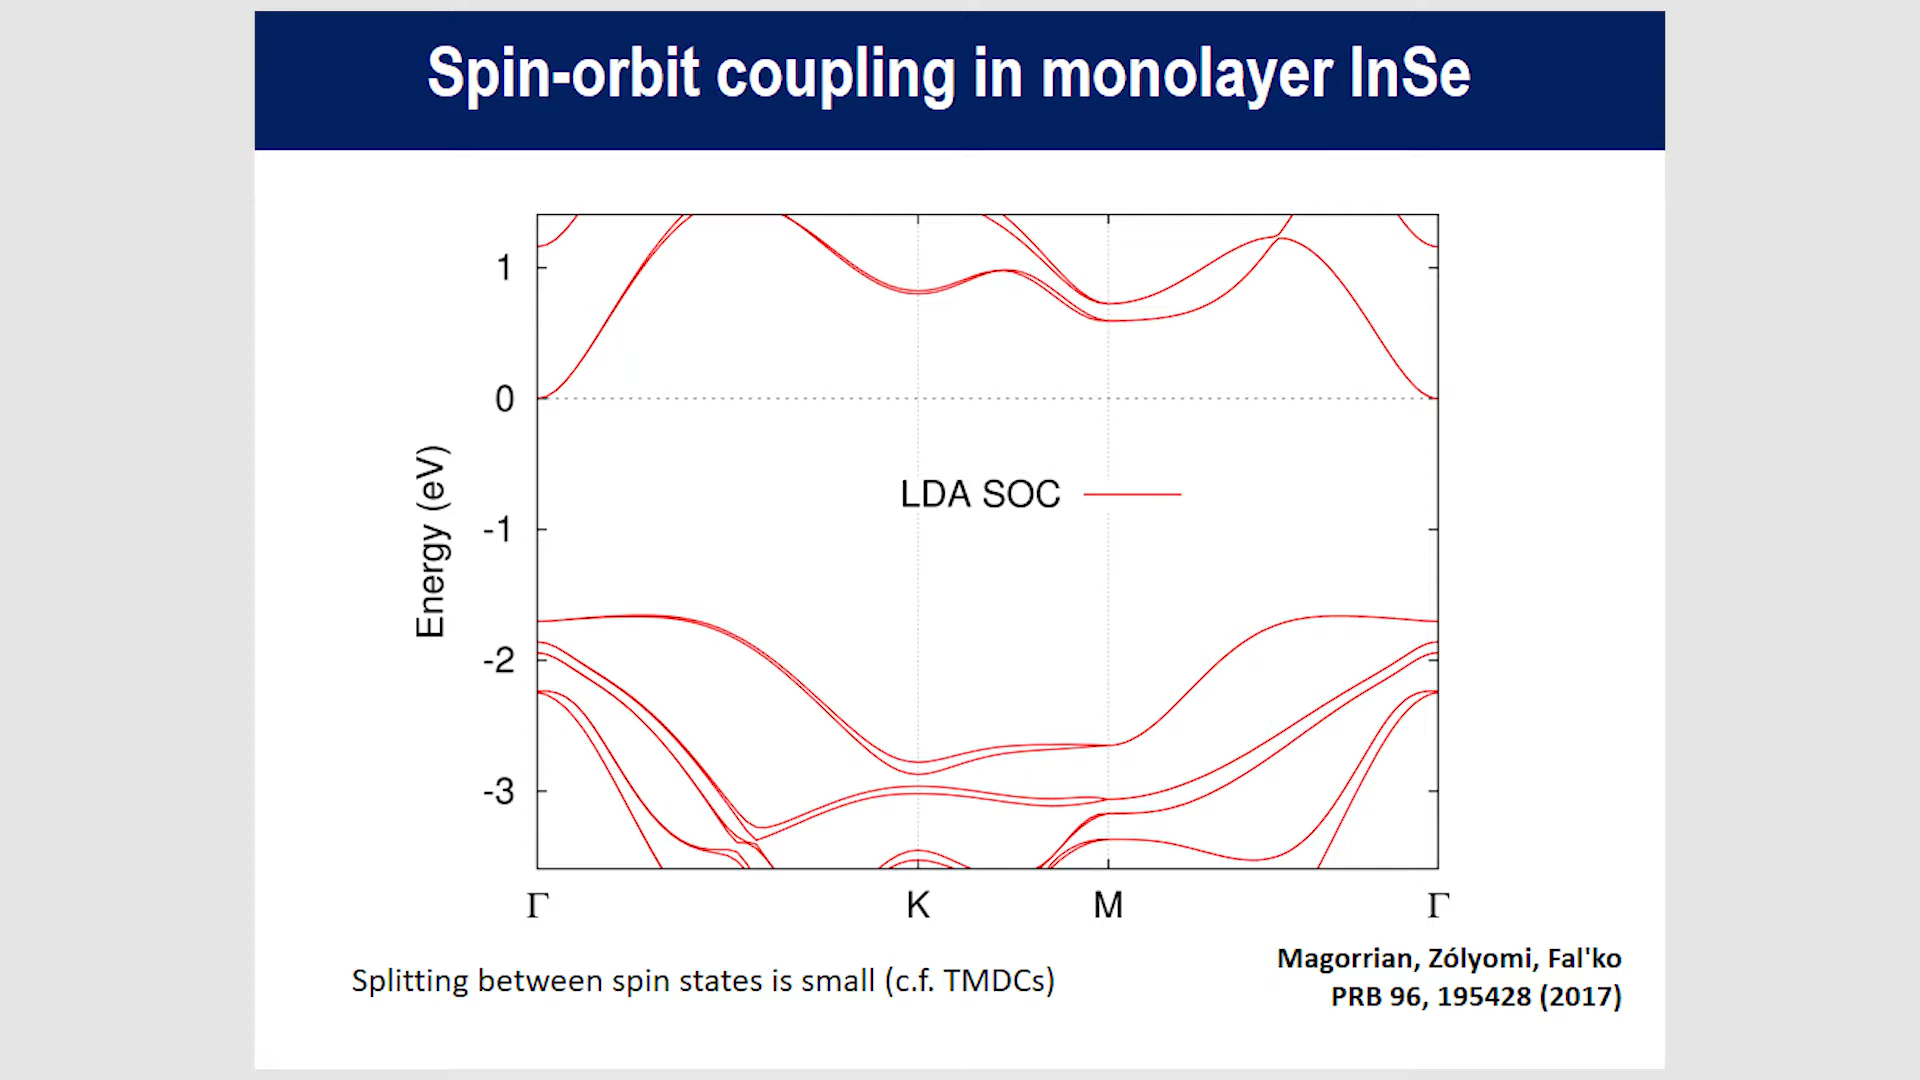 Spin-orbit coupling in monolayer InSe
1
0
-1
-2
-3
Energy (eV)
LDA SOC
Γ K M Γ
Splitting between spin states is small (c.f. TMDCs)
Magorrian, Zólyomi, Fal'ko
PRB 96, 195428 (2017)